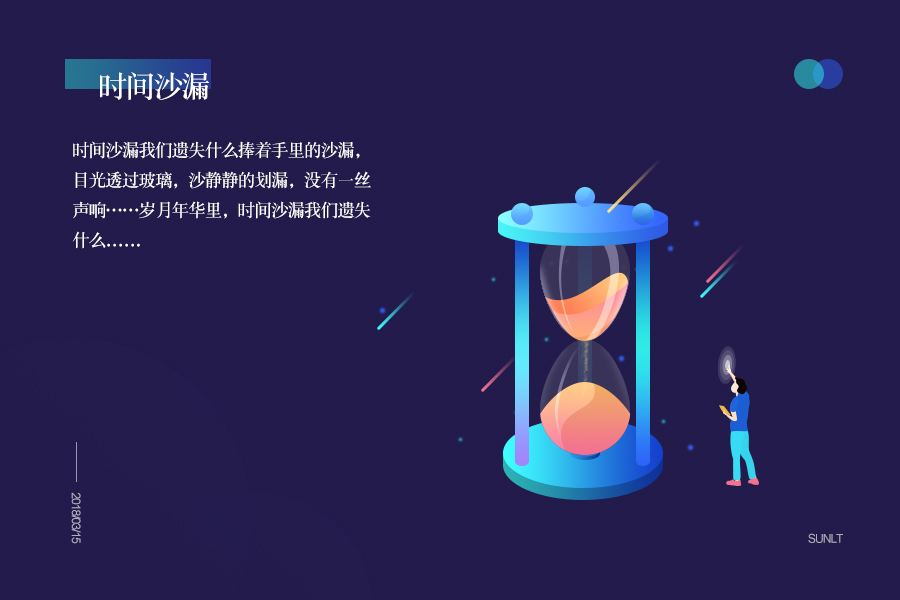 时间沙漏
时间沙漏我们遗失什么捧着手里的沙漏，
目光透过玻璃，沙静静的划漏，没有一丝
声响……岁月年华里，时间沙漏我们遗失
什么……
2018/03/15
SUNLT